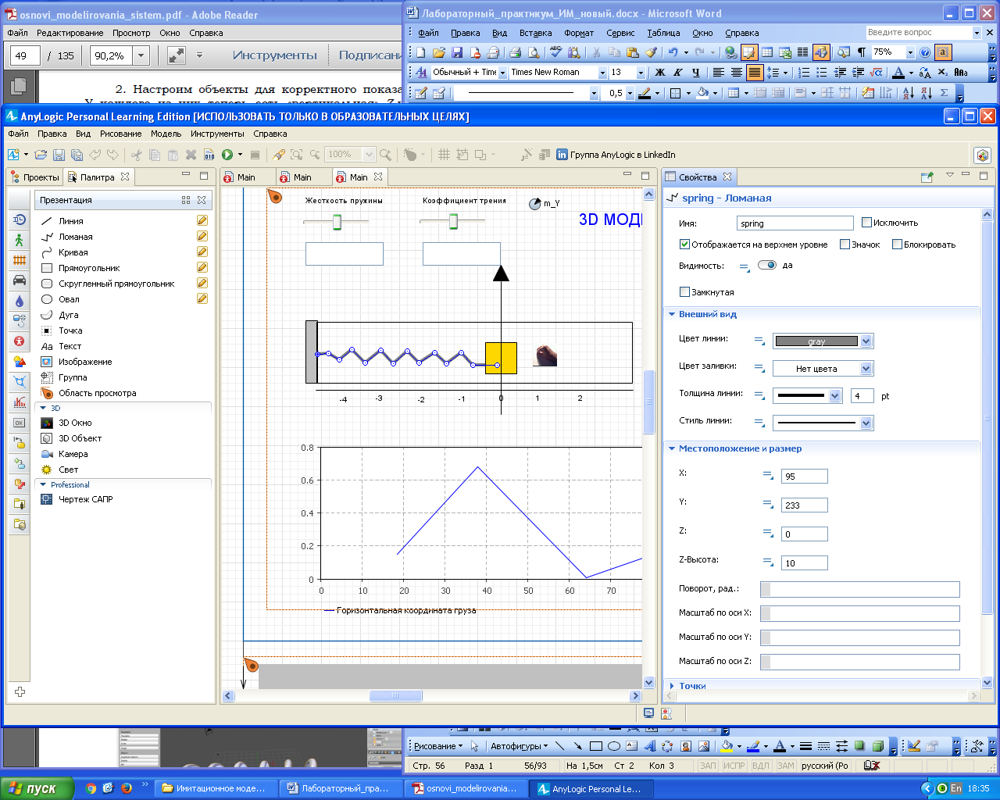 osnovi_modelirovania_sistem.pdf - Adobe Reader
Файл Редактирование Просмотр Окно Справка
49 / 135 90,2% Инструменты
2. Настроим объекты для корректного показа
Лабораторный_практикум_ИМ_новый.docx - Microsoft Word
Файл Правка Вид Вставка Формат Сервис Таблица Окно Справка Введите вопрос
75%
Обычный + Time Times New Roman 13 Ж К Ч
0,5
AnyLogic Personal Learning Edition [ИСПОЛЬЗОВАТЬ ТОЛЬКО В ОБРАЗОВАТЕЛЬНЫХ ЦЕЛЯХ]
Файл Правка Вид Рисование Модель Инструменты Справка
100% Группа AnyLogic в LinkedIn
Проекты Палитра
Презентация
Линия
Ломаная
Кривая
Прямоугольник
Скругленный прямоугольник
Овал
Дуга
Точка
Aa Текст
Изображение
Группа
Область просмотра
3D
3D Окно
3D Объект
Камера
Свет
Professional
Чертеж САПР
Main Main Main
Жесткость пружины Коэффициент трения m_Y
3D МОД
-4 -3 -2 -1 0 1 2
0.8
0.6
0.4
0.2
0
0 10 20 30 40 50 60 70
Горизонтальная координата груза
Свойства
spring - Ломаная
Имя: spring Исключить
Отображается на верхнем уровне Значок Блокировать
Видимость: да
Замкнутая
Внешний вид
Цвет линии: gray
Цвет заливки: Нет цвета
Толщина линии: 4 pt
Стиль линии:
Местоположение и размер
X: 95
Y: 233
Z: 0
Z-Высота: 10
Поворот, рад.:
Масштаб по оси X:
Масштаб по оси Y:
Масштаб по оси Z:
Точки
Рисование Автофигуры
Стр. 56 Разд 1 56/93 На 1,5см Ст 2 Кол 3 ЗАП ИСПР ВДЛ ЗАМ русский (Ро
пуск Имитационное моде... Лабораторный_пра... osnovi_modelirovania... AnyLogic Personal Le... En 18:35